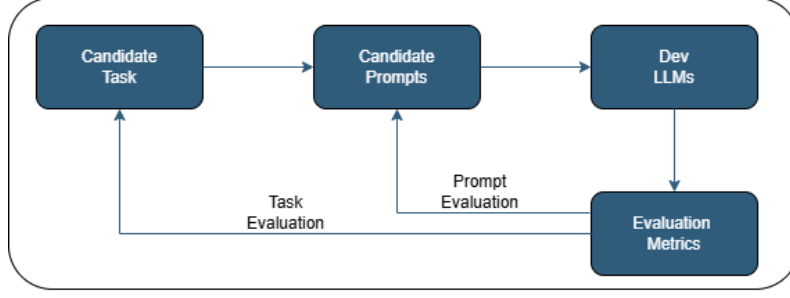 Candidate
Task
Candidate
Prompts
Dev
LLMs
Prompt
Evaluation
Task
Evaluation
Evaluation
Metrics